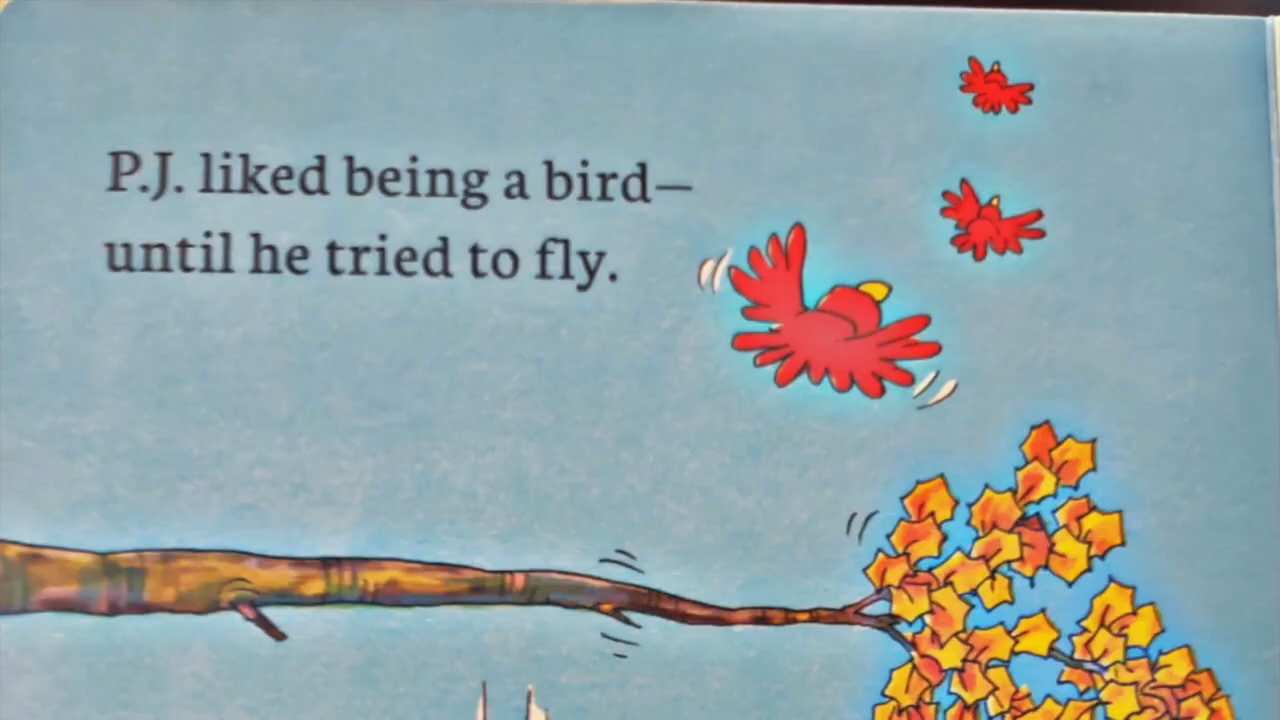 P.J. liked being a bird—
until he tried to fly.